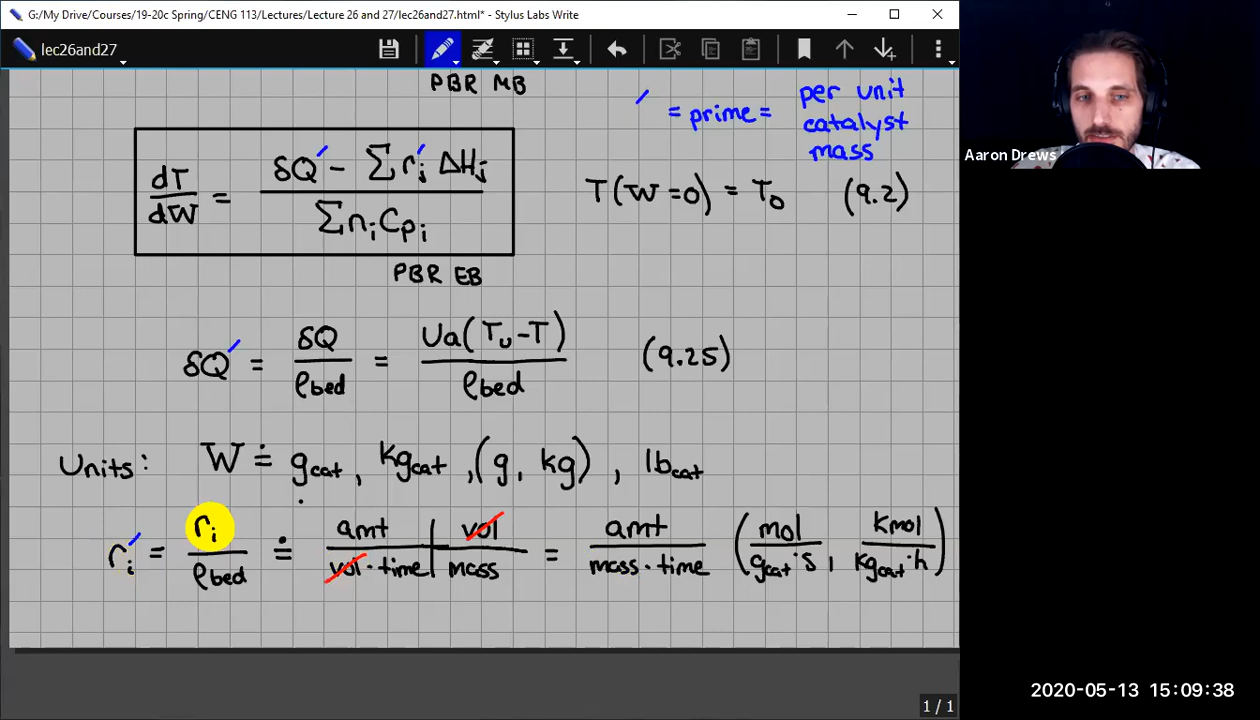 G:/My Drive/Courses/19-20c Spring/CENG 113/Lectures/Lecture 26 and 27/lec26and27.html* - Stylus Labs Write
lec26and27
PBR MB
′ = prime = per unit
catalyst
mass
dT/dW = (δQ′ - Σ r′j ΔHj) / (Σ ni Cpi)
T(W=0) = T0 (9.2)
PBR EB
δQ′ = δQ/ρbed = Ua(Tu-T)/ρbed (9.25)
Units: W ≐ gcat, kgcat, (g, kg), lbcat
ri′ = ri/ρbed ≐ amt/(vol·time) | vol/mass = amt/(mass·time) (mol/(gcat·s), kmol/(kgcat·h))
1 / 1
Aaron Drews
2020-05-13 15:09:38